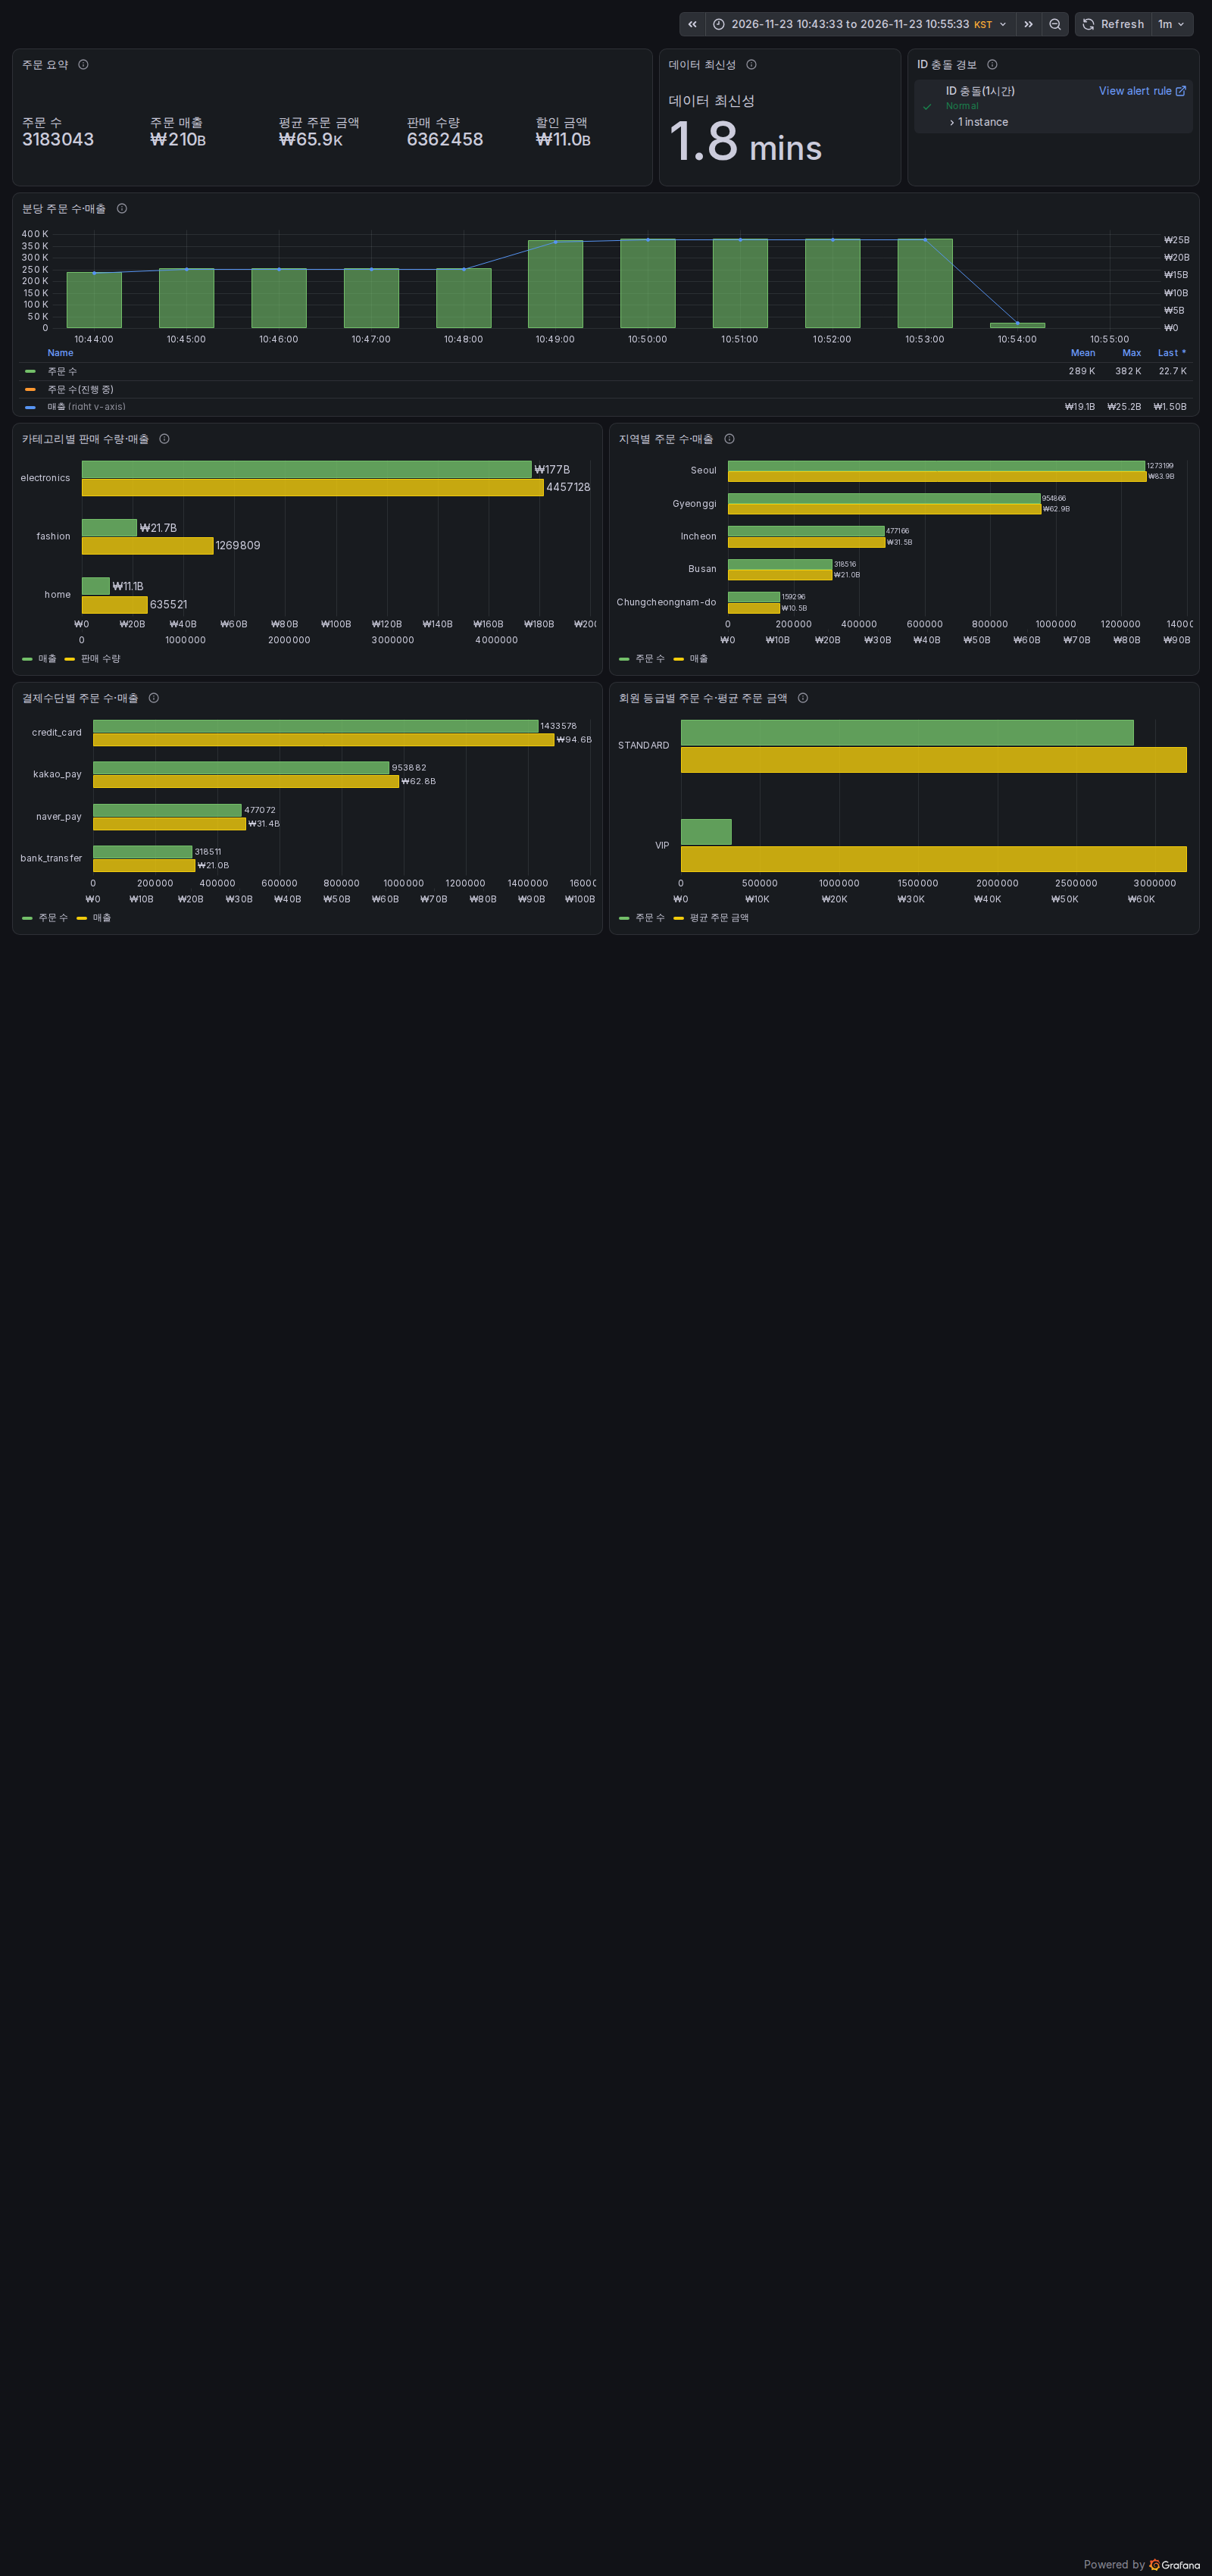 2026-11-23 10:43:33 to 2026-11-23 10:55:33 KST Refresh 1m
주문 요약
주문 수 주문 매출 평균 주문 금액 판매 수량 할인 금액
3183043 ₩210B ₩65.9K 6362458 ₩11.0B
데이터 최신성
데이터 최신성
1.8 mins
ID 충돌 경보
ID 충돌(1시간) View alert rule
Normal
1 instance
분당 주문 수·매출
400 K
350 K
300 K
250 K
200 K
150 K
100 K
50 K
0
₩25B
₩20B
₩15B
₩10B
₩5B
₩0
10:44:00 10:45:00 10:46:00 10:47:00 10:48:00 10:49:00 10:50:00 10:51:00 10:52:00 10:53:00 10:54:00 10:55:00
Name Mean Max Last *
주문 수 289 K 382 K 22.7 K
주문 수(진행 중)
매출 (right y-axis) ₩19.1B ₩25.2B ₩1.50B
카테고리별 판매 수량·매출
electronics ₩177B
4457128
fashion ₩21.7B
1269809
home ₩11.1B
635521
₩0 ₩20B ₩40B ₩60B ₩80B ₩100B ₩120B ₩140B ₩160B ₩180B ₩200
0 1000000 2000000 3000000 4000000
매출 판매 수량
지역별 주문 수·매출
Seoul 1273199
₩83.9B
Gyeonggi 954866
₩62.9B
Incheon 477166
₩31.5B
Busan 318516
₩21.0B
Chungcheongnam-do 159296
₩10.5B
0 200000 400000 600000 800000 1000000 1200000 14000
₩0 ₩10B ₩20B ₩30B ₩40B ₩50B ₩60B ₩70B ₩80B ₩90B
주문 수 매출
결제수단별 주문 수·매출
credit_card 1433578
₩94.6B
kakao_pay 953882
₩62.8B
naver_pay 477072
₩31.4B
bank_transfer 318511
₩21.0B
0 200000 400000 600000 800000 1000000 1200000 1400000 16000
₩0 ₩10B ₩20B ₩30B ₩40B ₩50B ₩60B ₩70B ₩80B ₩90B ₩100B
주문 수 매출
회원 등급별 주문 수·평균 주문 금액
STANDARD
VIP
0 500000 1000000 1500000 2000000 2500000 3000000
₩0 ₩10K ₩20K ₩30K ₩40K ₩50K ₩60K
주문 수 평균 주문 금액
Powered by Grafana